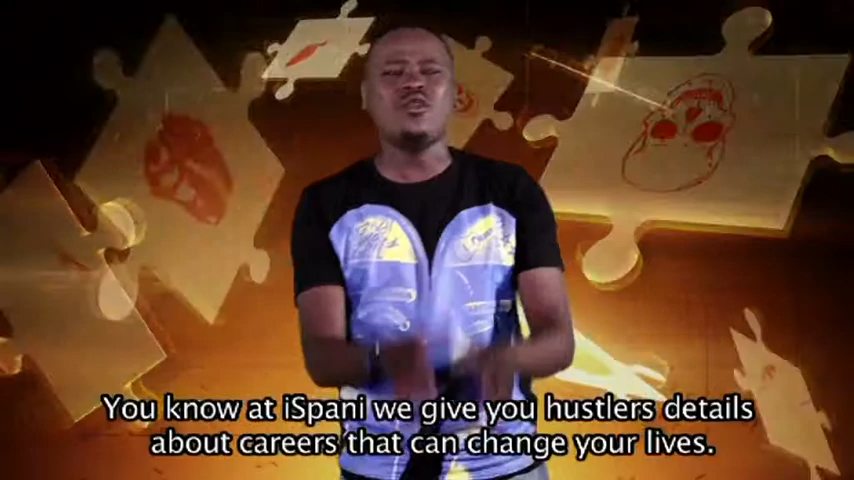 You know at iSpani we give you hustlers details
about careers that can change your lives.